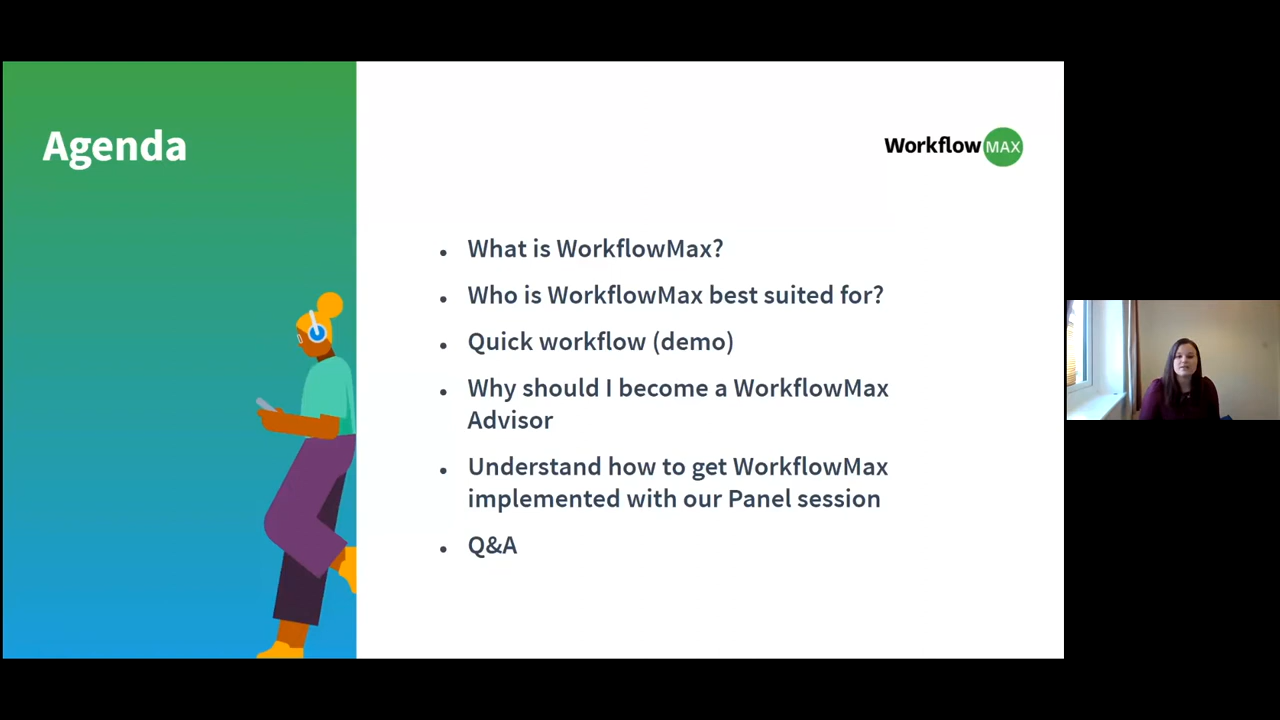 Agenda
WorkflowMAX
What is WorkflowMax?
Who is WorkflowMax best suited for?
Quick workflow (demo)
Why should I become a WorkflowMax
Advisor
Understand how to get WorkflowMax
implemented with our Panel session
Q&A